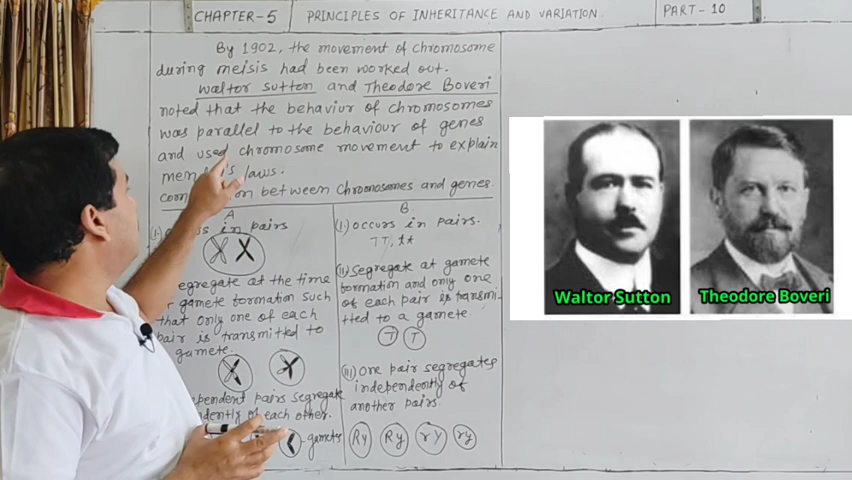 CHAPTER-5 PRINCIPLES OF INHERITANCE AND VARIATION PART-10
By 1902, the movement of chromosome
during meisis had been worked out.
Waltor Sutton and Theodore Boveri
noted that the behaviur of chromosomes
was parallel to the behaviour of genes
and used chromosome movement to explain
laws.
between chromosomes and genes
A
(I) in pairs
segregate at the time
gamete formation such
that only one of each
pair is transmitted to
gamete.
pairs segregate
of each other.
gametes
B
(I) occurs in pairs.
TT, tt
(II) segregate at gamete
formation and only one
of each pair is transmi-
tted to a gamete
T T
(III) One pair segregates
independently of
another pairs.
Ry Ry rY ry
Waltor Sutton
Theodore Boveri